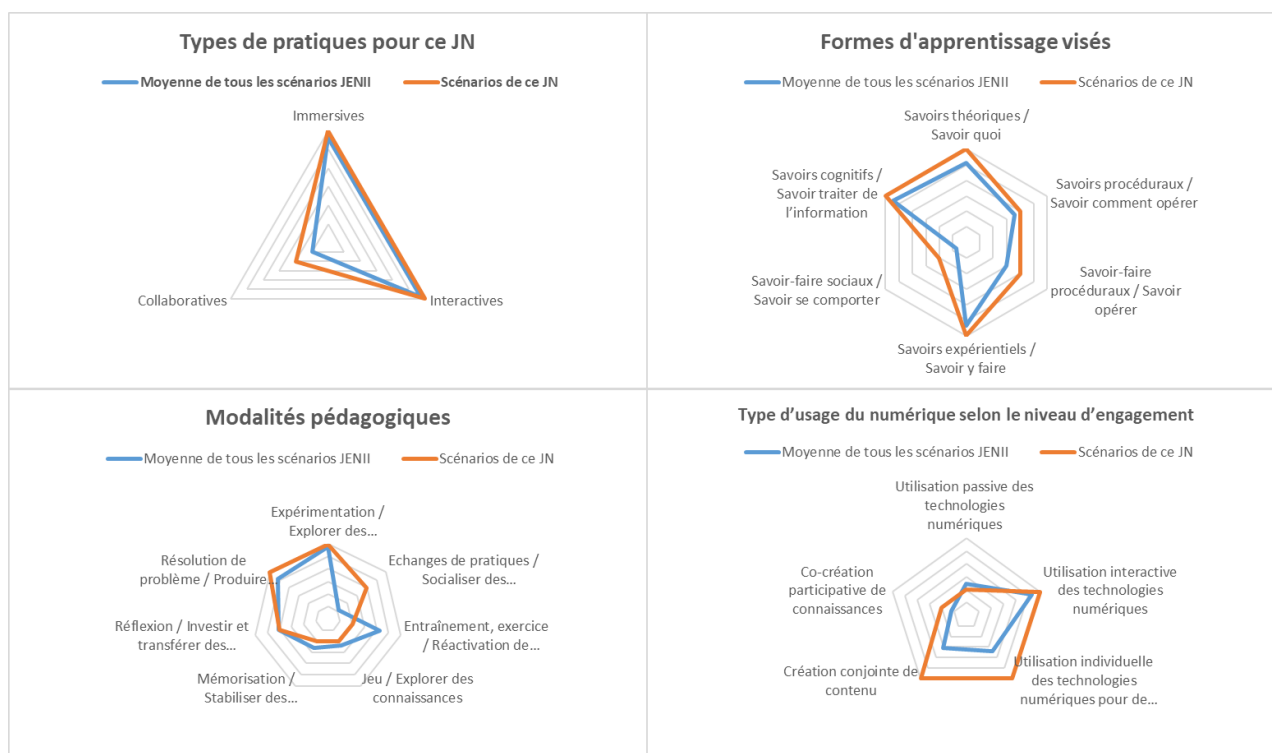 Types de pratiques pour ce JN
Moyenne de tous les scénarios JENII
Scénarios de ce JN
Immersives
Collaboratives
Interactives
Formes d'apprentissage visés
Moyenne de tous les scénarios JENII
Scénarios de ce JN
Savoirs théoriques /
Savoir quoi
Savoirs cognitifs /
Savoir traiter de
l’information
Savoirs procéduraux /
Savoir comment opérer
Savoir-faire sociaux /
Savoir se comporter
Savoir-faire
procéduraux / Savoir
opérer
Savoirs expérientiels /
Savoir y faire
Modalités pédagogiques
Moyenne de tous les scénarios JENII
Scénarios de ce JN
Expérimentation /
Explorer des…
Résolution de
problème / Produire…
Echanges de pratiques /
Socialiser des…
Réflexion / Investir et
transférer des…
Entraînement, exercice
/ Réactivation de…
Mémorisation /
Stabiliser des…
Jeu / Explorer des
connaissances
Type d’usage du numérique selon le niveau d’engagement
Moyenne de tous les scénarios JENII
Scénarios de ce JN
Utilisation passive des
technologies
numériques
Co-création
participative de
connaissances
Utilisation interactive
des technologies
numériques
Création conjointe de
contenu
Utilisation individuelle
des technologies
numériques pour de…